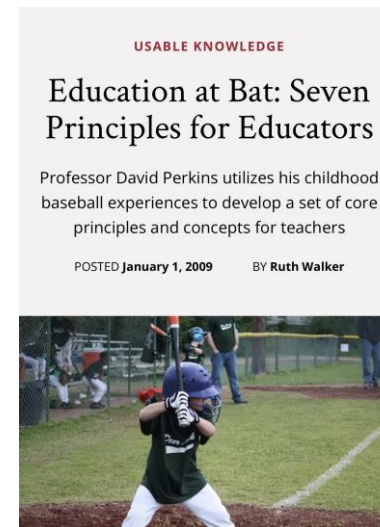 USABLE KNOWLEDGE
Education at Bat: Seven
Principles for Educators
Professor David Perkins utilizes his childhood
baseball experiences to develop a set of core
principles and concepts for teachers
POSTED January 1, 2009 BY Ruth Walker